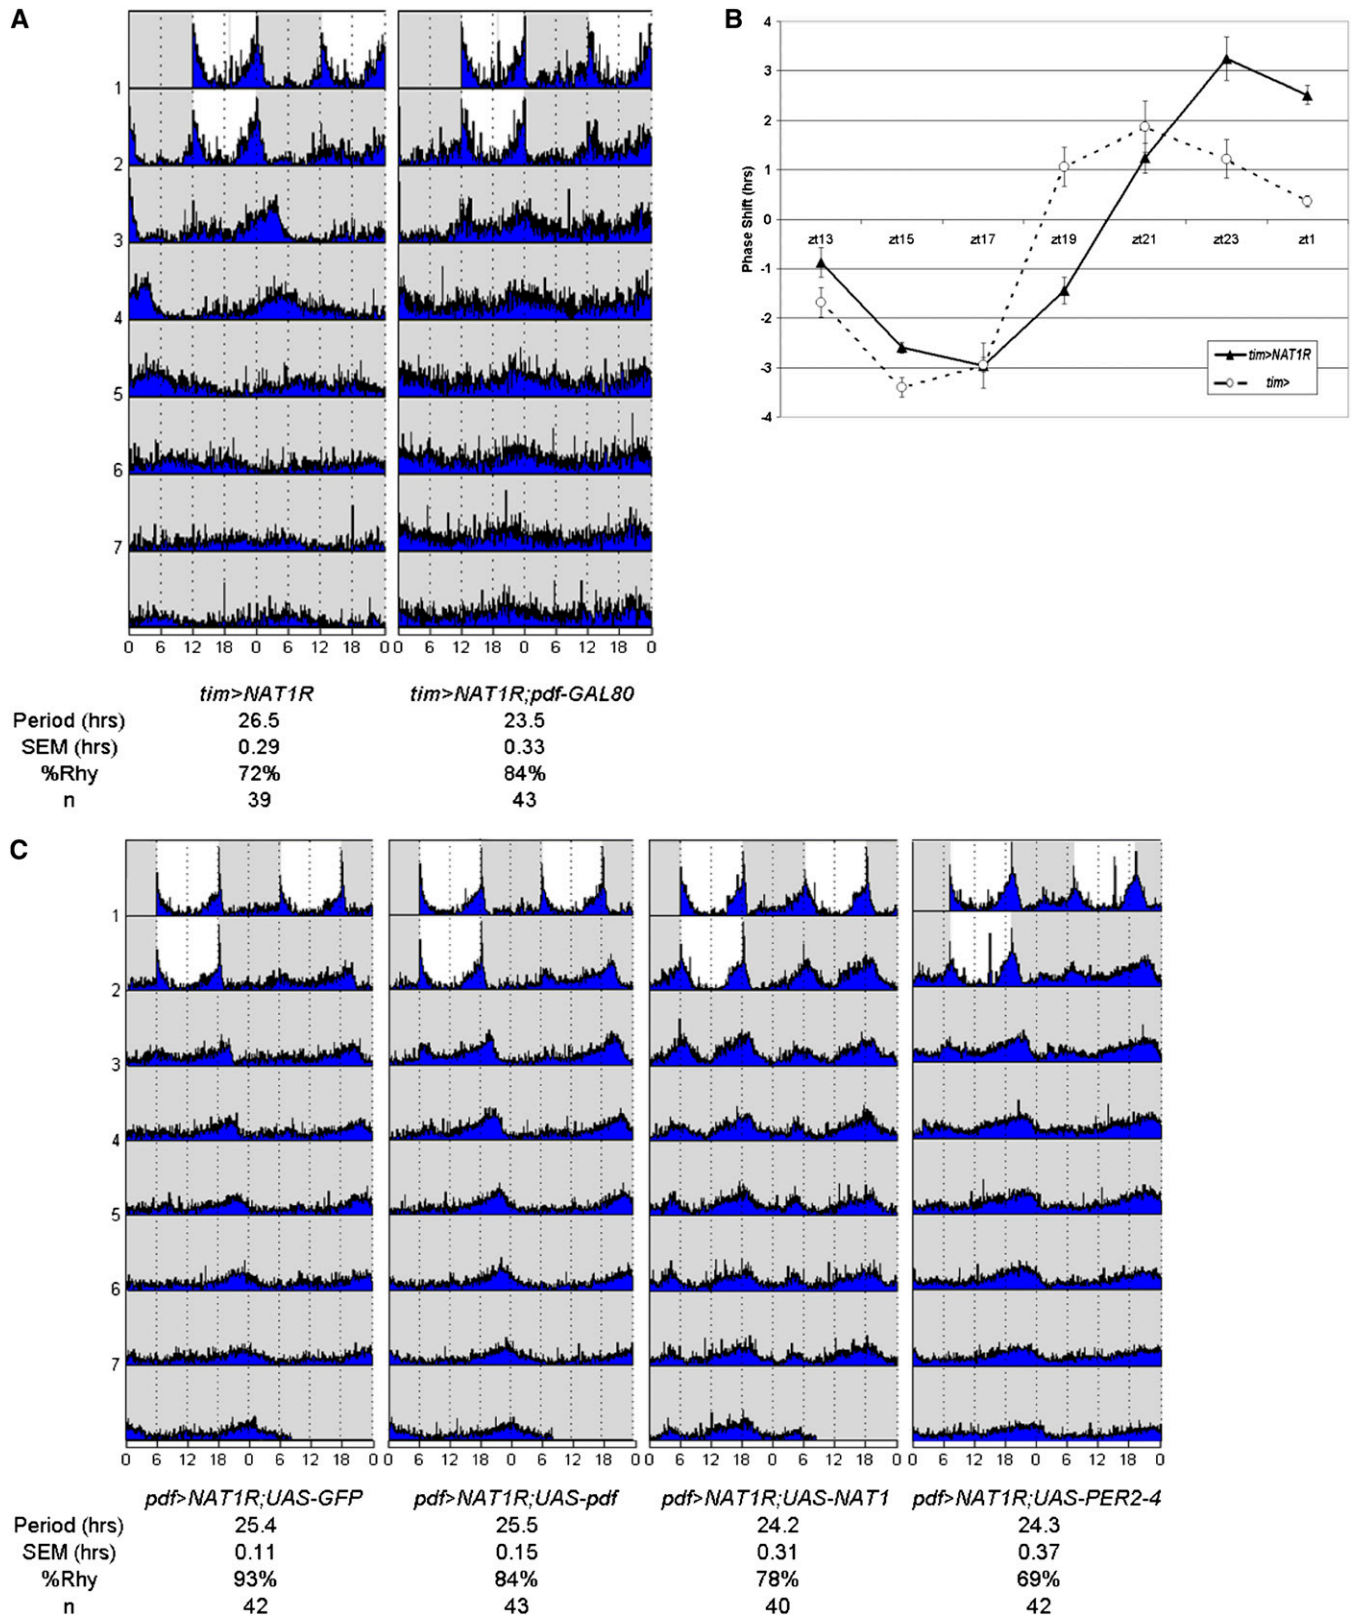 A
1
2
3
4
5
6
7
0 6 12 18 0 6 12 18 0 0 6 12 18 0 6 12 18 0
tim>NAT1R tim>NAT1R;pdf-GAL80
Period (hrs) 26.5 23.5
SEM (hrs) 0.29 0.33
%Rhy 72% 84%
n 39 43
B
Phase Shift (hrs)
4
3
2
1
0
-1
-2
-3
-4
zt13 zt15 zt17 zt19 zt21 zt23 zt1
tim>NAT1R
tim>
C
1
2
3
4
5
6
7
0 6 12 18 0 6 12 18 0 6 12 18 0 6 12 18 0 0 6 12 18 0 6 12 18 0 0 6 12 18 0 6 12 18 0
pdf>NAT1R;UAS-GFP pdf>NAT1R;UAS-pdf pdf>NAT1R;UAS-NAT1 pdf>NAT1R;UAS-PER2-4
Period (hrs) 25.4 25.5 24.2 24.3
SEM (hrs) 0.11 0.15 0.31 0.37
%Rhy 93% 84% 78% 69%
n 42 43 40 42